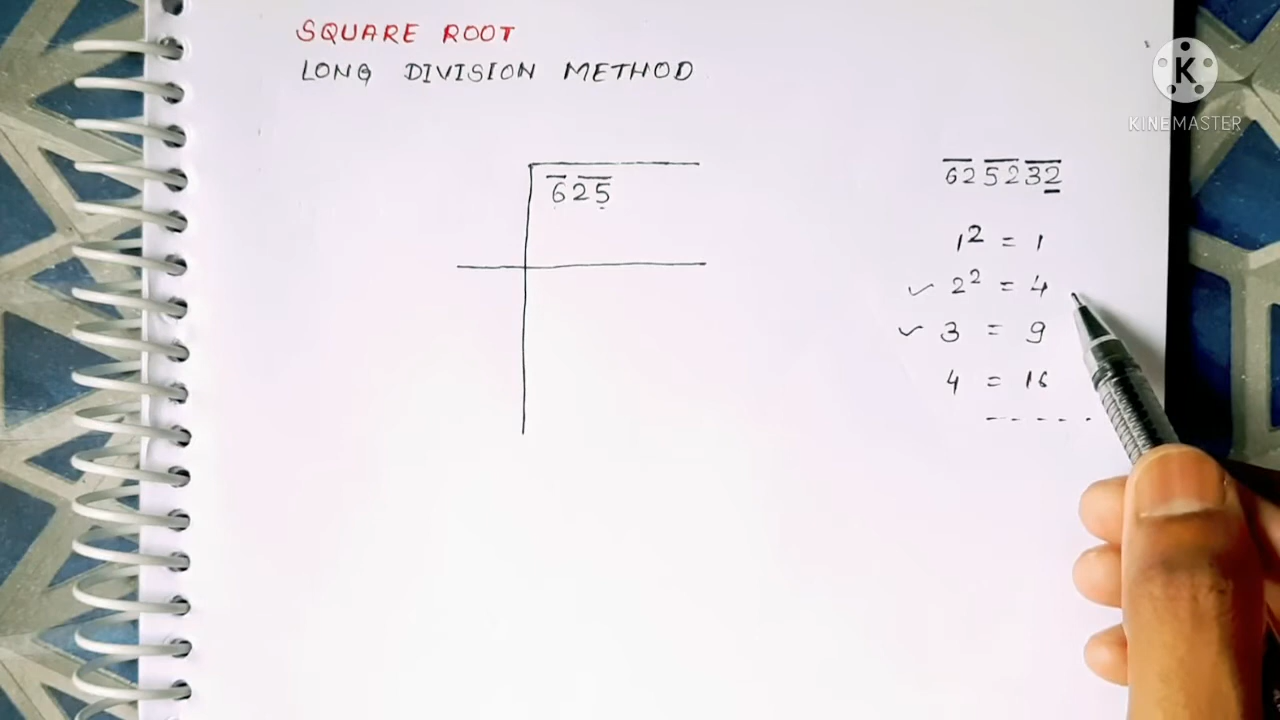 SQUARE ROOT
LONG DIVISION METHOD
K
KINEMASTER
625
625232
1² = 1
✓ 2² = 4
✓ 3 = 9
4 = 16
-----